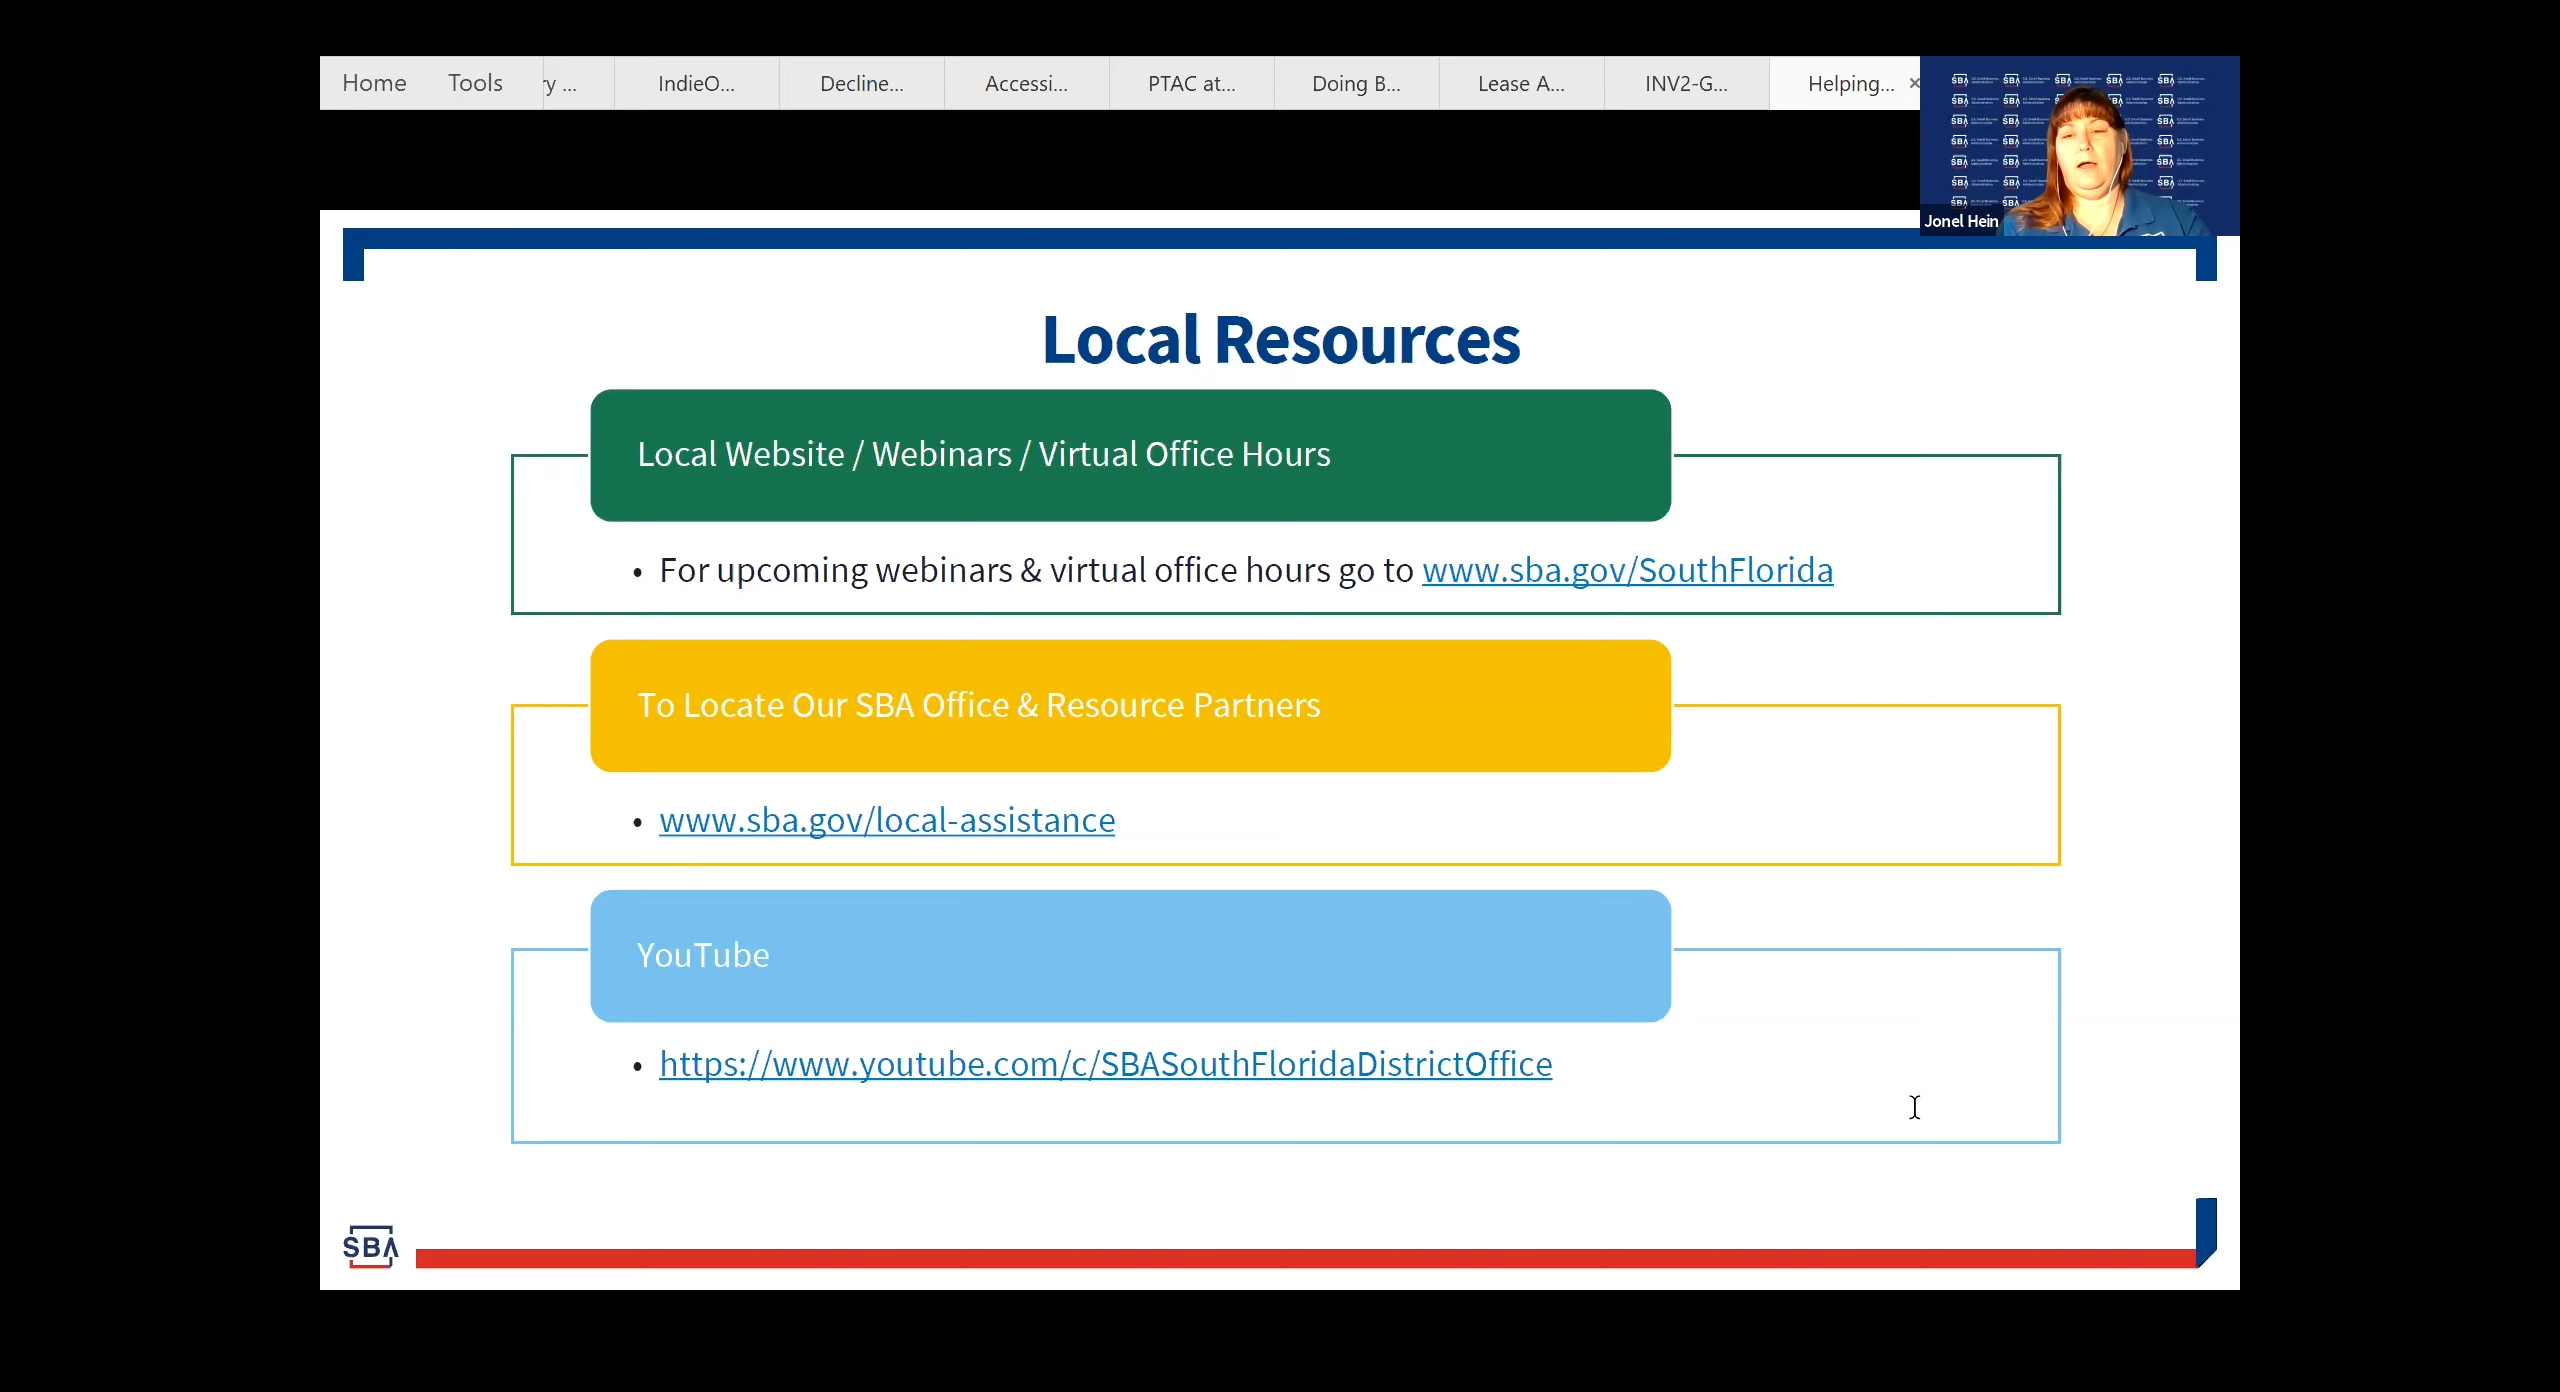 Home Tools ry ... IndieO... Decline... Accessi... PTAC at... Doing B... Lease A... INV2-G... Helping... ×
SBA
Jonel Hein
Local Resources
Local Website / Webinars / Virtual Office Hours
• For upcoming webinars & virtual office hours go to www.sba.gov/SouthFlorida
To Locate Our SBA Office & Resource Partners
• www.sba.gov/local-assistance
YouTube
• https://www.youtube.com/c/SBASouthFloridaDistrictOffice
SBA